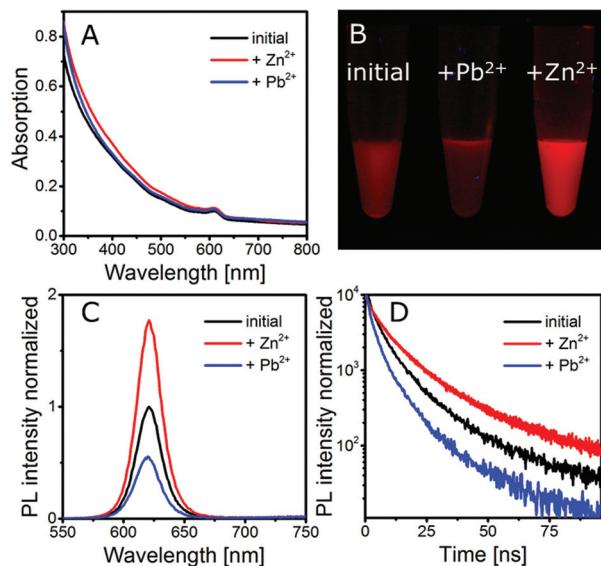 A
initial
+ Zn²⁺
+ Pb²⁺
Absorption
0.8
0.6
0.4
0.2
0.0
300 400 500 600 700 800
Wavelength [nm]
B
initial +Pb²⁺ +Zn²⁺
C
initial
+ Zn²⁺
+ Pb²⁺
PL intensity normalized
2
1
0
550 600 650 700 750
Wavelength [nm]
D
initial
+ Zn²⁺
+ Pb²⁺
PL intensity normalized
10⁴
10³
10²
0 25 50 75
Time [ns]